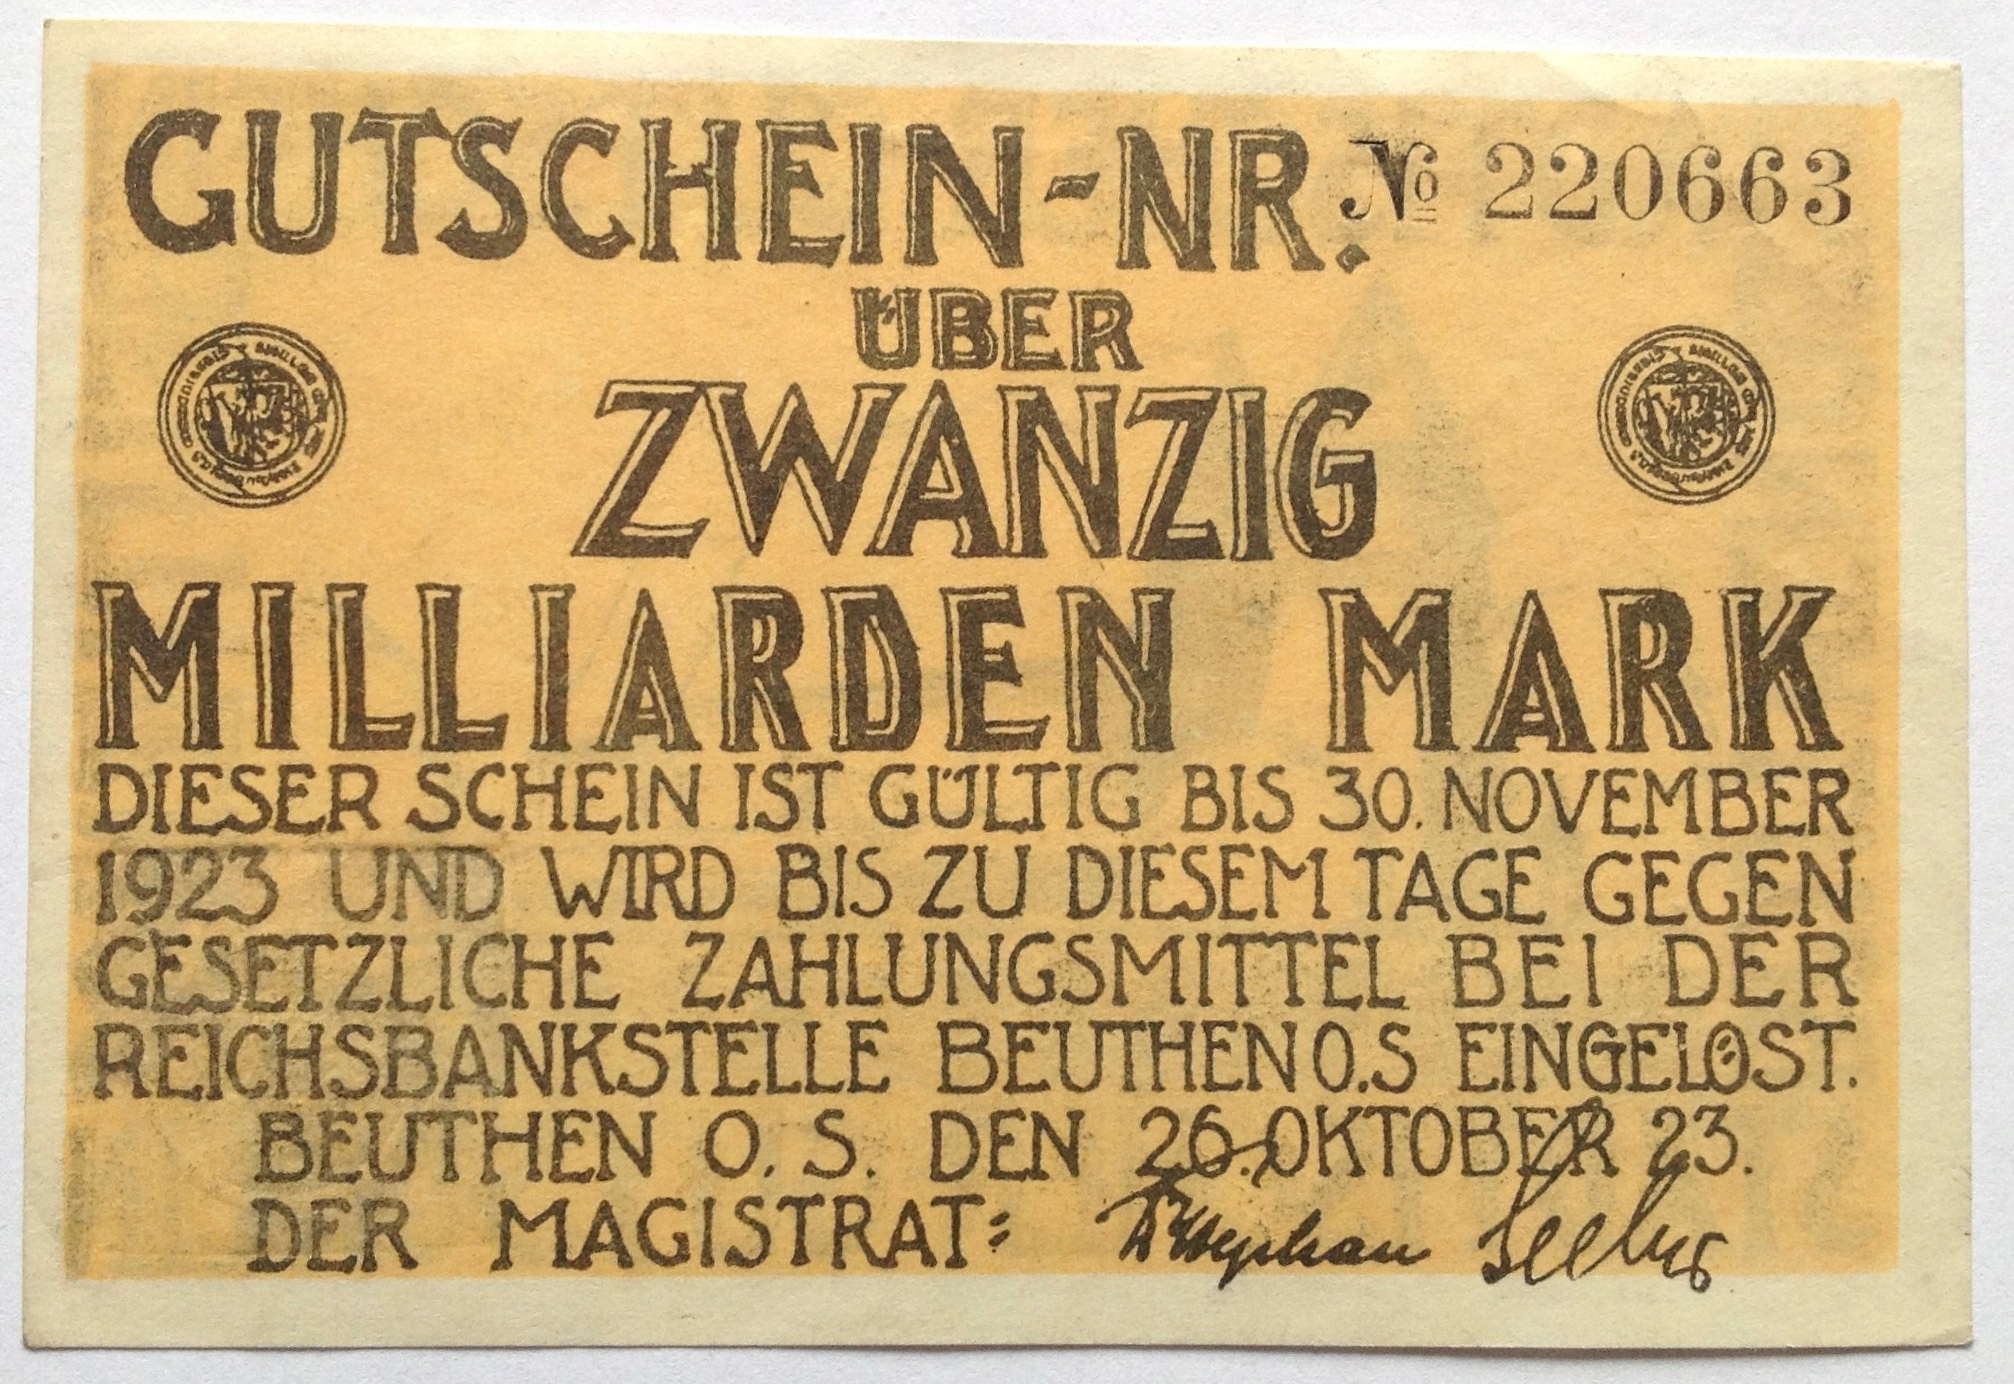 GUTSCHEIN-NR. № 220663
ÜBER
ZWANZIG
MILLIARDEN MARK
DIESER SCHEIN IST GÜLTIG BIS 30. NOVEMBER
1923 UND WIRD BIS ZU DIESEM TAGE GEGEN
GESETZLICHE ZAHLUNGSMITTEL BEI DER
REICHSBANKSTELLE BEUTHEN O.S EINGELÖST.
BEUTHEN O. S. DEN 26. OKTOBER 23.
DER MAGISTRAT: